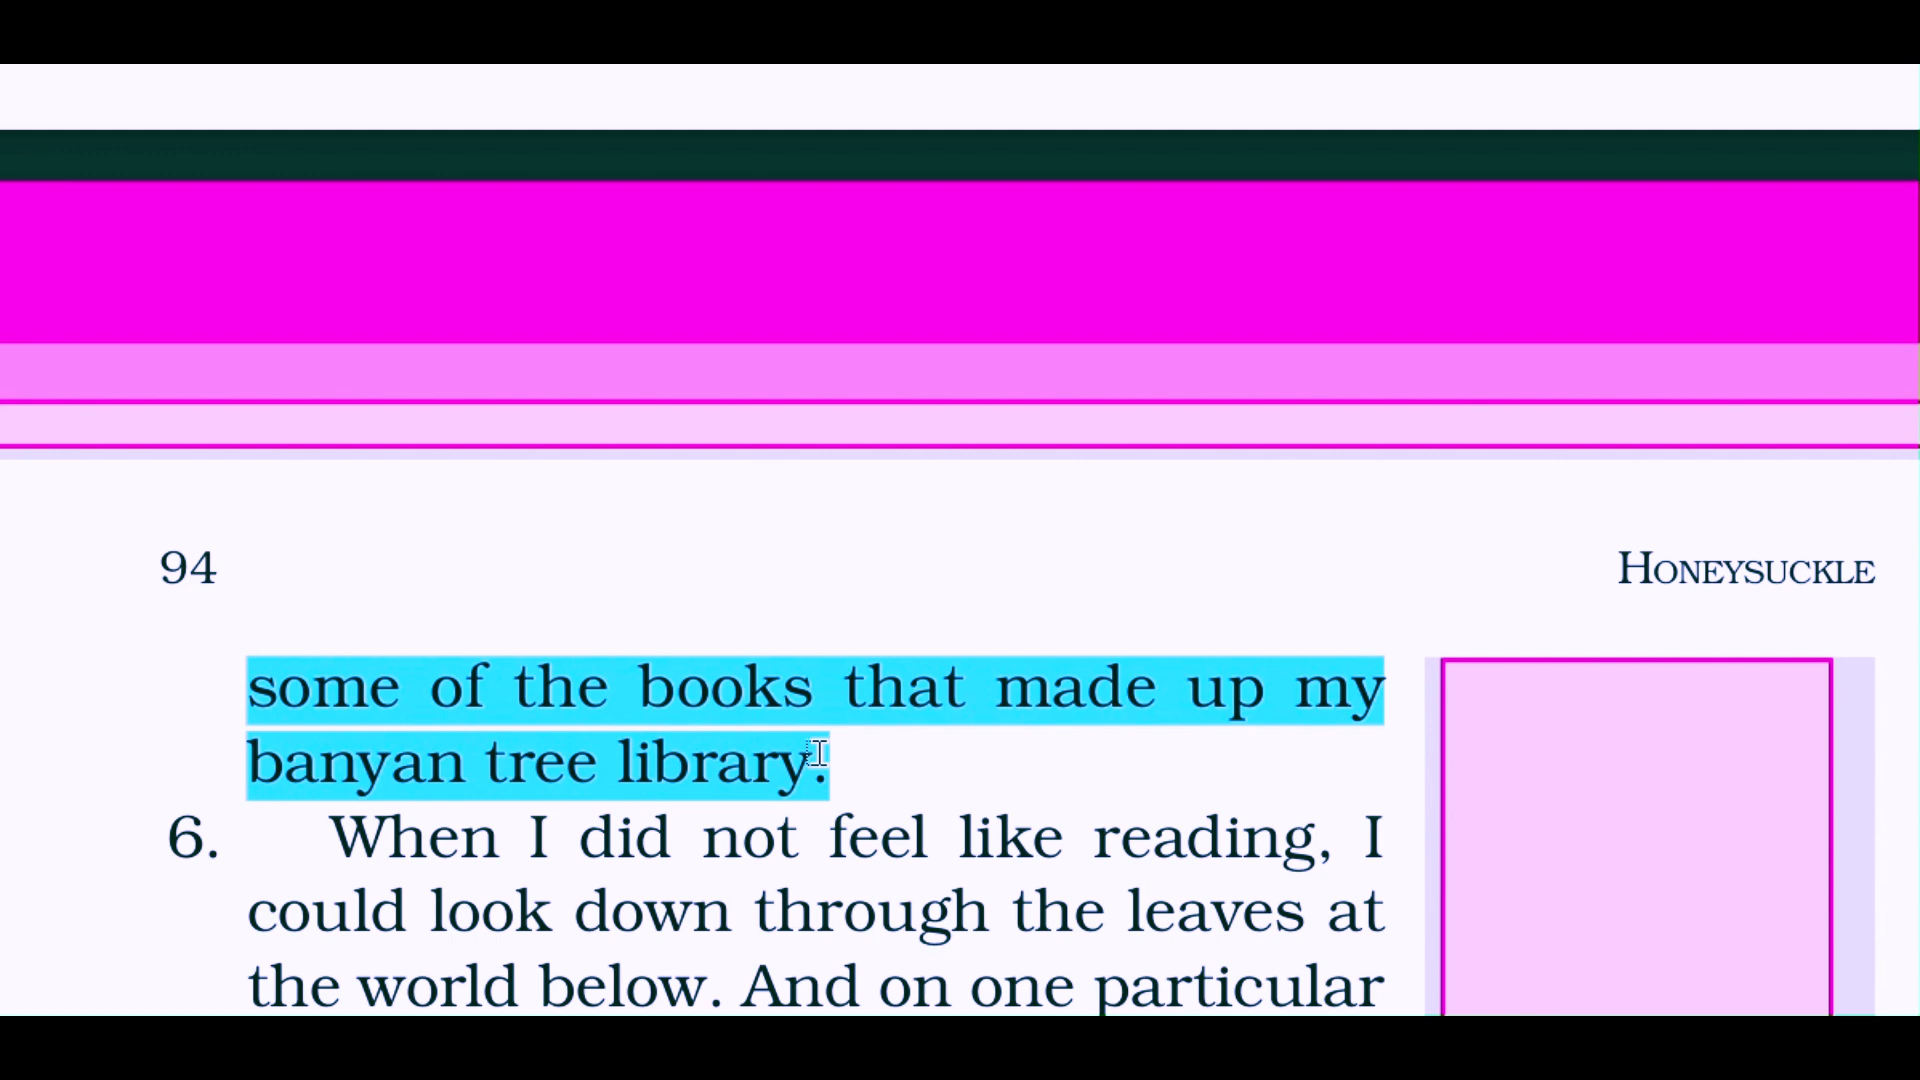 94
HONEYSUCKLE
some of the books that made up my
banyan tree library.
6. When I did not feel like reading, I
could look down through the leaves at
the world below. And on one particular